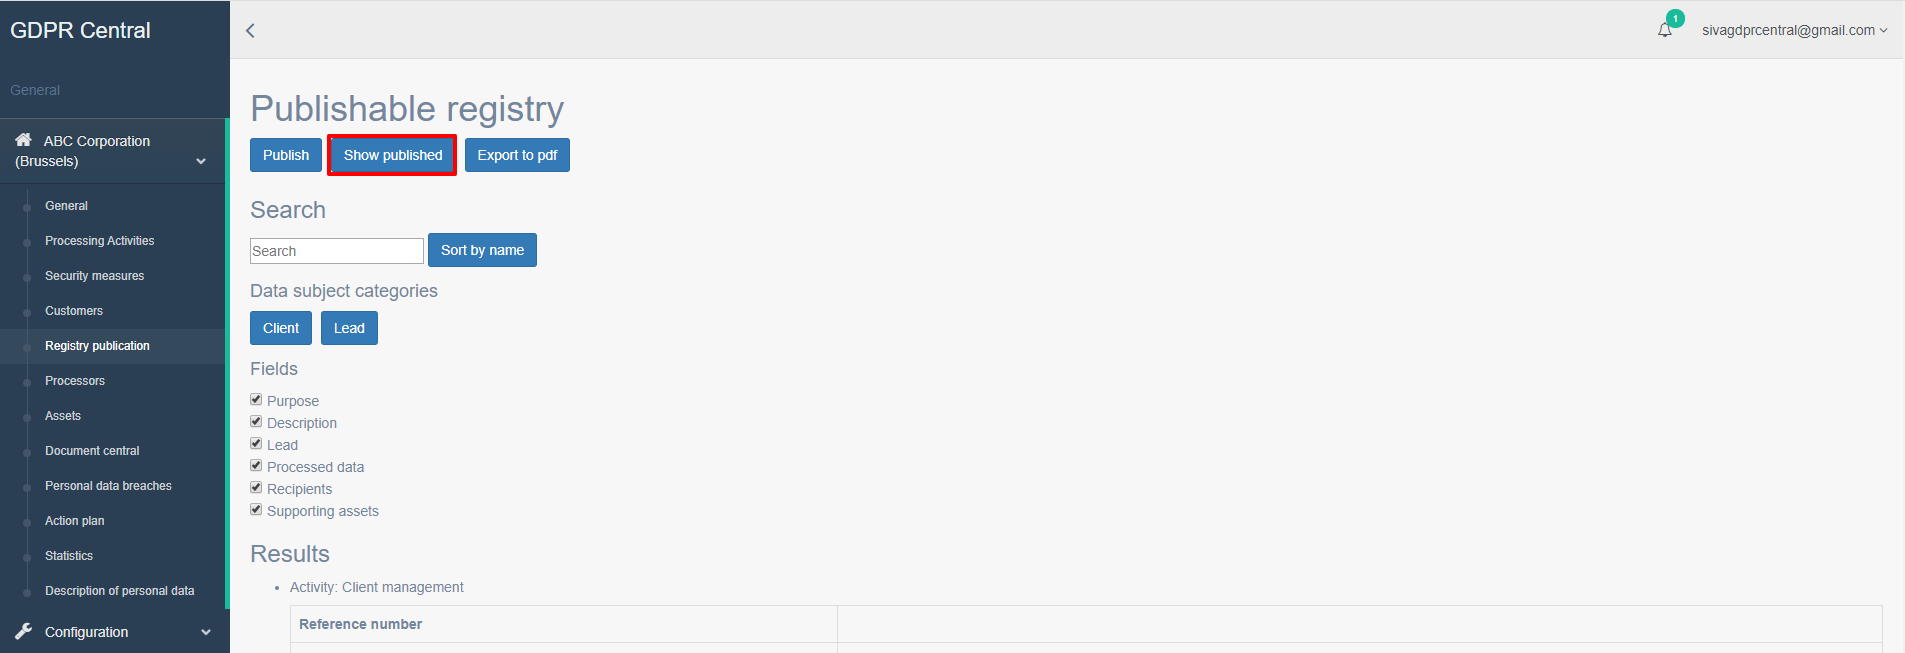 GDPR Central
1
sivagdprcentral@gmail.com
General
ABC Corporation
(Brussels)
General
Processing Activities
Security measures
Customers
Registry publication
Processors
Assets
Document central
Personal data breaches
Action plan
Statistics
Description of personal data
Configuration
Publishable registry
Publish Show published Export to pdf
Search
Search Sort by name
Data subject categories
Client Lead
Fields
Purpose
Description
Lead
Processed data
Recipients
Supporting assets
Results
• Activity: Client management
Reference number